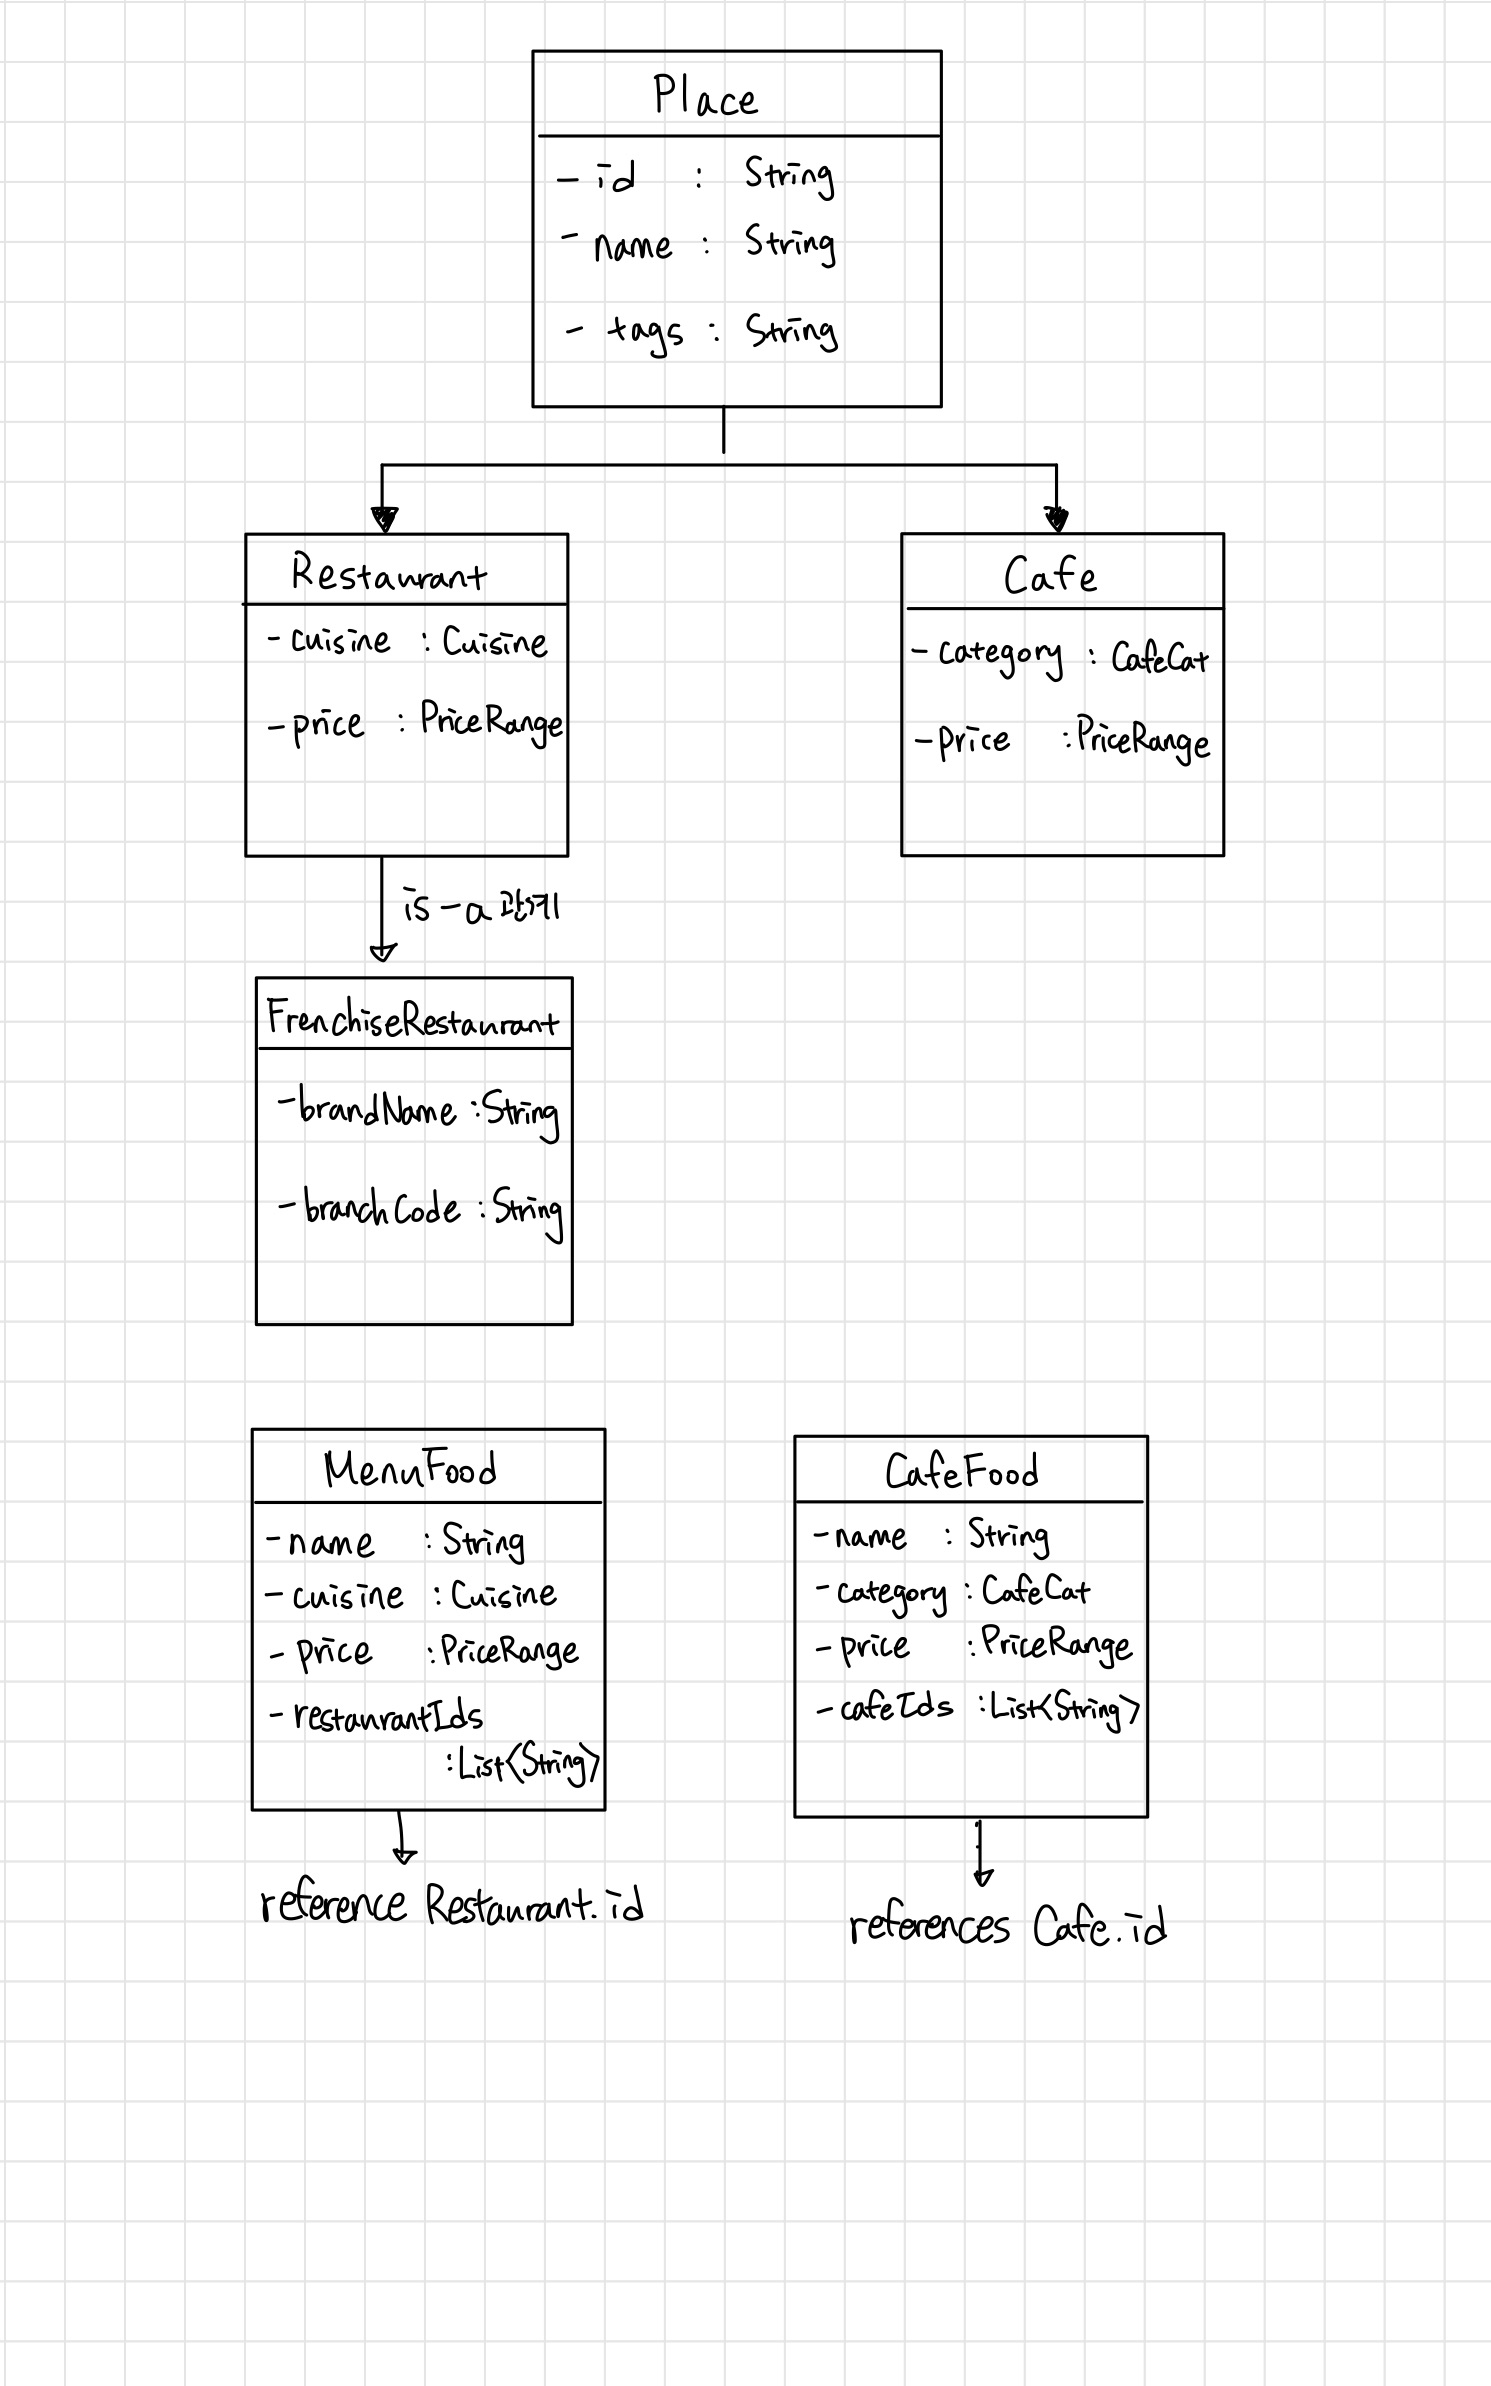 Place
- id : String
- name : String
- tags : String
Restaurant
- cuisine : Cuisine
- price : PriceRange
Cafe
- category : CafeCat
- price : PriceRange
is-a 관계
FrenchiseRestaurant
- brandName : String
- branchCode : String
MenuFood
- name : String
- cuisine : Cuisine
- price : PriceRange
- restaurantIds
: List<String>
reference Restaurant.id
CafeFood
- name : String
- category : CafeCat
- price : PriceRange
- cafeIds : List<String>
references Cafe.id